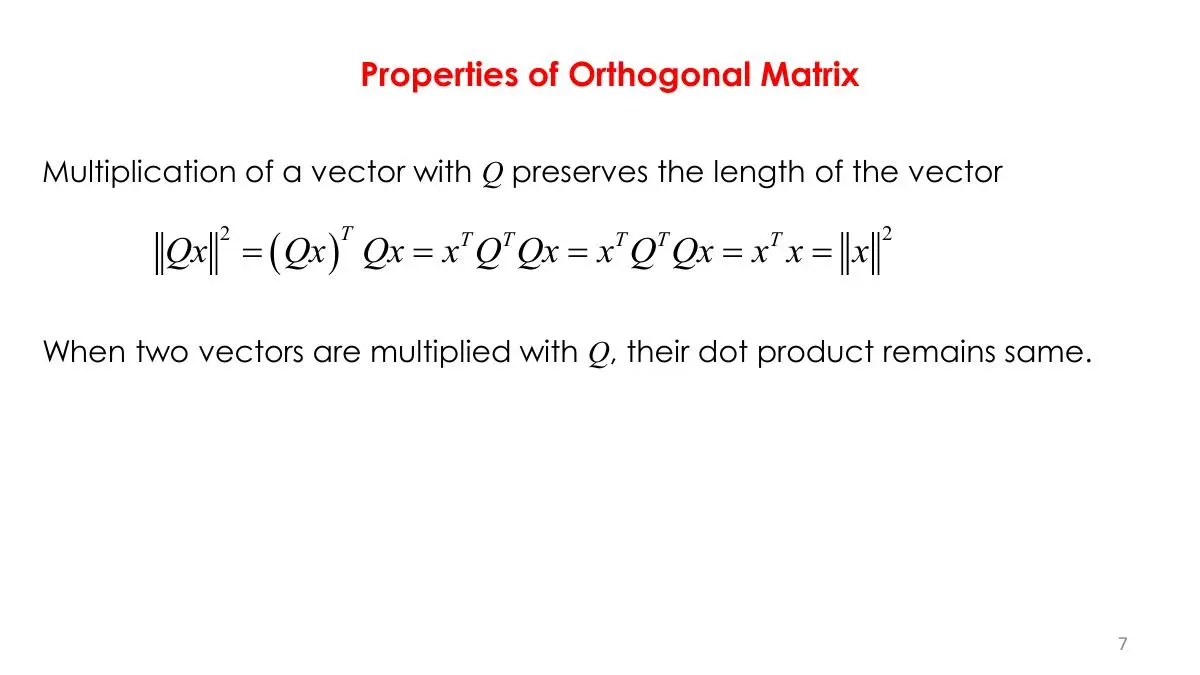 Properties of Orthogonal Matrix
Multiplication of a vector with Q preserves the length of the vector
‖Qx‖² = (Qx)ᵀ Qx = xᵀQᵀQx = xᵀQᵀQx = xᵀx = ‖x‖²
When two vectors are multiplied with Q, their dot product remains same.
7